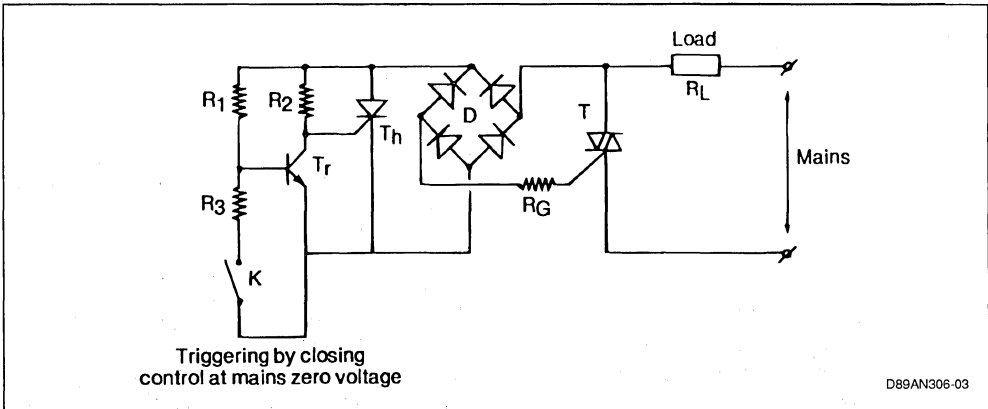 Load
R1
R2
D
T
RL
Th
Mains
Tr
R3
RG
K
Triggering by closing
control at mains zero voltage
D89AN306-03